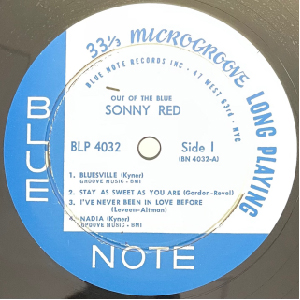 33⅓ MICROGROOVE LONG PLAYING
BLUE NOTE RECORDS INC · 47 WEST 63rd · NYC
OUT OF THE BLUE
SONNY RED
BLP 4032 Side 1
(BN 4032-A)
1. BLUESVILLE (Kyner)
GROOVE MUSIC - BMI
2. STAY AS SWEET AS YOU ARE (Gordon-Revel)
3. I'VE NEVER BEEN IN LOVE BEFORE
(Loesser-Altman)
4. NADIA (Kyner)
GROOVE MUSIC - BMI
BLUE
NOTE